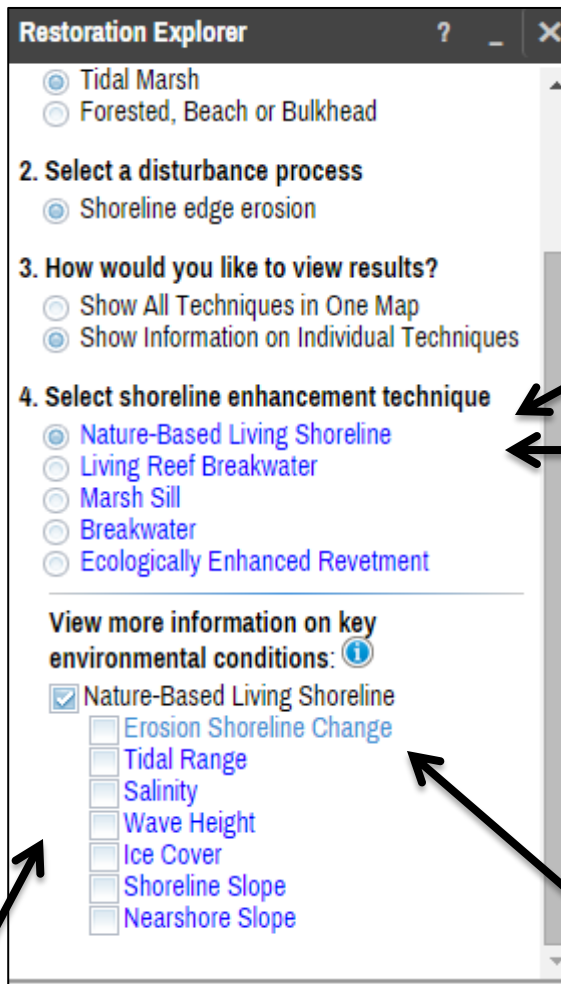 Restoration Explorer ? _ ✕
Tidal Marsh
Forested, Beach or Bulkhead
2. Select a disturbance process
Shoreline edge erosion
3. How would you like to view results?
Show All Techniques in One Map
Show Information on Individual Techniques
4. Select shoreline enhancement technique
Nature-Based Living Shoreline
Living Reef Breakwater
Marsh Sill
Breakwater
Ecologically Enhanced Revetment
View more information on key
environmental conditions: i
Nature-Based Living Shoreline
Erosion Shoreline Change
Tidal Range
Salinity
Wave Height
Ice Cover
Shoreline Slope
Nearshore Slope